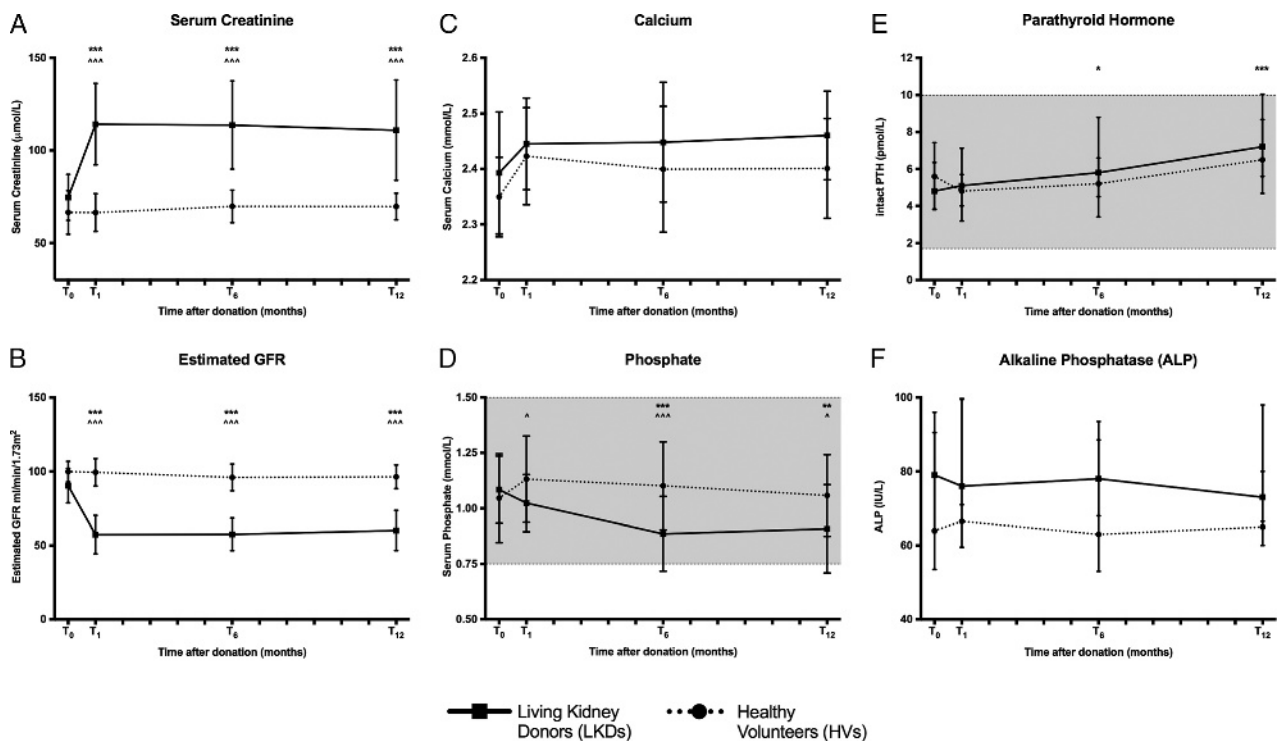 A
Serum Creatinine
Serum Creatinine (μmol/L)
150
100
50
***
^^^
***
^^^
***
^^^
T0
T1
T6
T12
Time after donation (months)
C
Calcium
Serum Calcium (mmol/L)
2.6
2.5
2.4
2.3
2.2
T0
T1
T6
T12
Time after donation (months)
E
Parathyroid Hormone
Intact PTH (pmol/L)
10
8
6
4
2
0
*
***
T0
T1
T6
T12
Time after donation (months)
B
Estimated GFR
Estimated GFR ml/min/1.73m²
150
100
50
0
***
^^^
***
^^^
***
^^^
T0
T1
T6
T12
Time after donation (months)
D
Phosphate
Serum Phosphate (mmol/L)
1.50
1.25
1.00
0.75
0.50
^
***
^^^
**
^
T0
T1
T6
T12
Time after donation (months)
F
Alkaline Phosphatase (ALP)
ALP (IU/L)
100
80
60
40
T0
T1
T6
T12
Time after donation (months)
Living Kidney
Donors (LKDs)
Healthy
Volunteers (HVs)